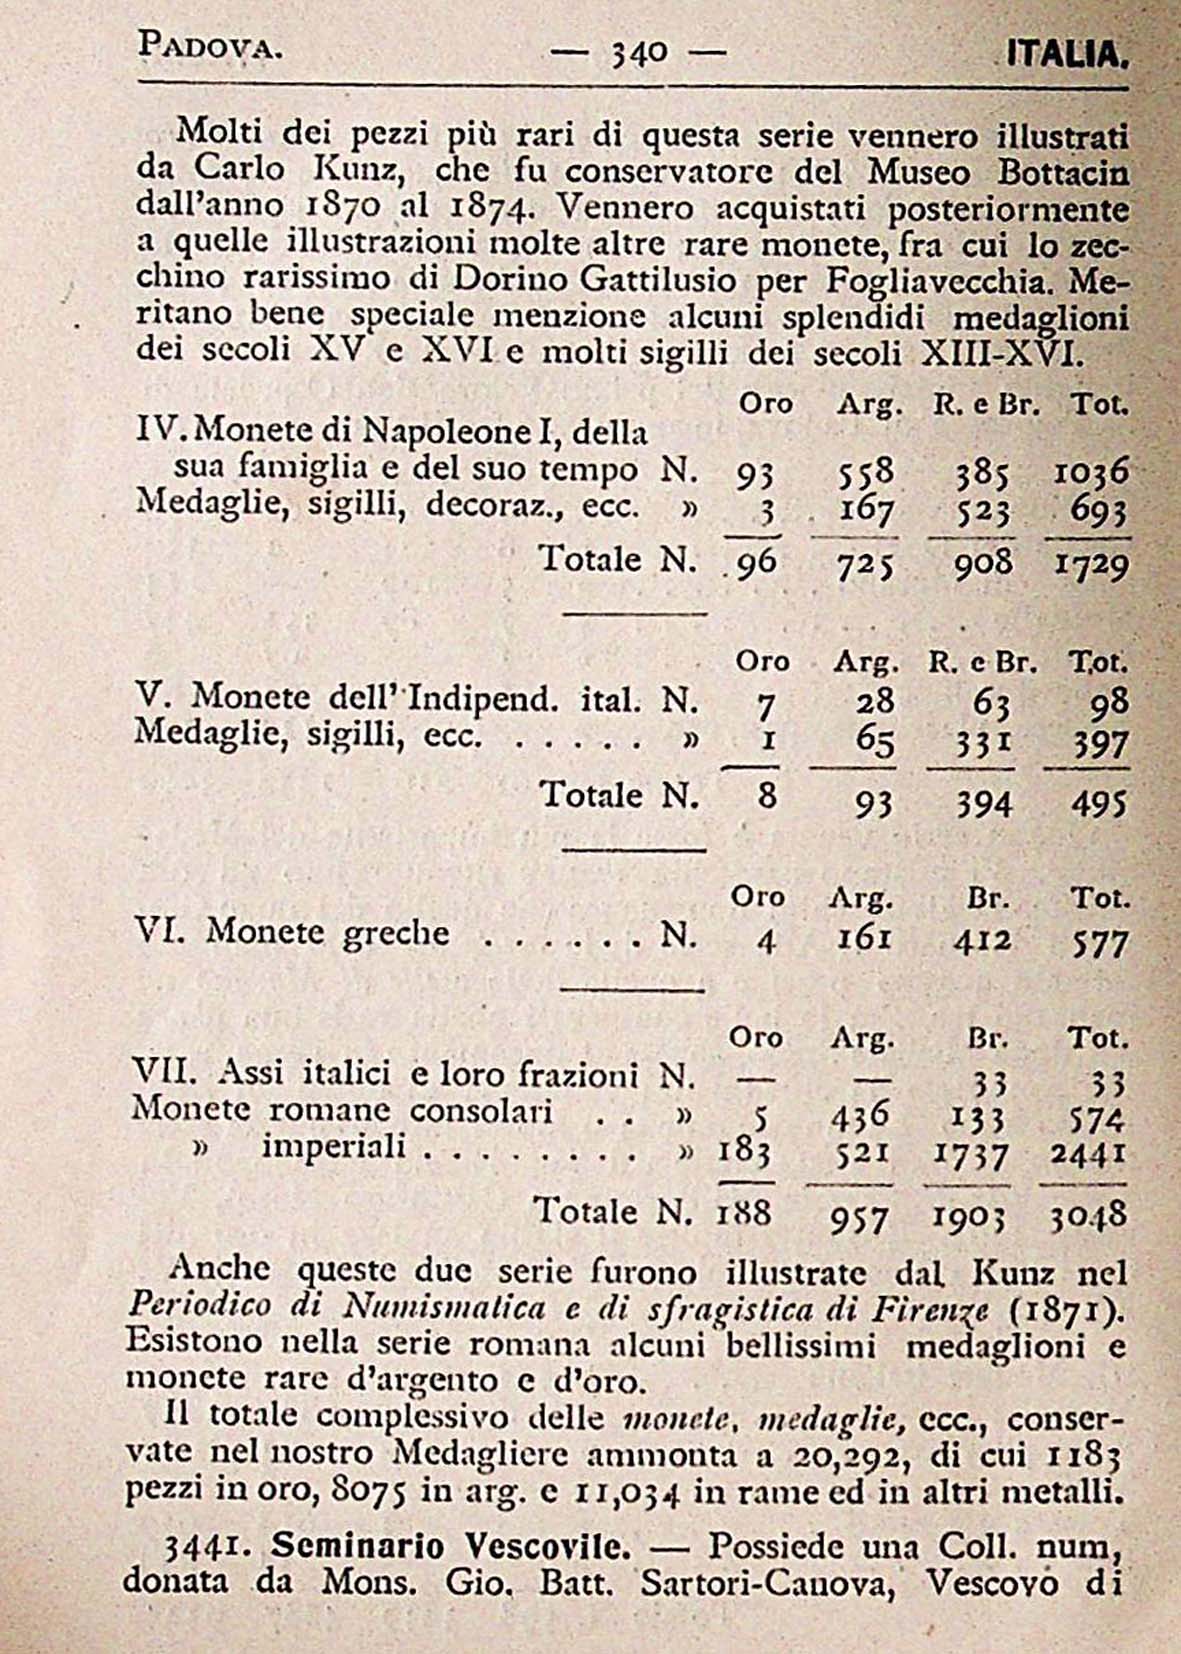 PADOVA. — 340 — ITALIA.
Molti dei pezzi più rari di questa serie vennero illustrati
da Carlo Kunz, che fu conservatore del Museo Bottacin
dall'anno 1870 al 1874. Vennero acquistati posteriormente
a quelle illustrazioni molte altre rare monete, fra cui lo zec-
chino rarissimo di Dorino Gattilusio per Fogliavecchia. Me-
ritano bene speciale menzione alcuni splendidi medaglioni
dei secoli XV e XVI e molti sigilli dei secoli XIII-XVI.
Oro Arg. R. e Br. Tot.
IV. Monete di Napoleone I, della
sua famiglia e del suo tempo N. 93 558 385 1036
Medaglie, sigilli, decoraz., ecc. » 3 167 523 693
Totale N. 96 725 908 1729
Oro Arg. R. e Br. Tot.
V. Monete dell' Indipend. ital. N. 7 28 63 98
Medaglie, sigilli, ecc. . . . . . » 1 65 331 397
Totale N. 8 93 394 495
Oro Arg. Br. Tot.
VI. Monete greche . . . . . . N. 4 161 412 577
Oro Arg. Br. Tot.
VII. Assi italici e loro frazioni N. — — 33 33
Monete romane consolari . . » 5 436 133 574
» imperiali . . . . . . . . » 183 521 1737 2441
Totale N. 188 957 1903 3048
Anche queste due serie furono illustrate dal Kunz nel
Periodico di Numismatica e di sfragistica di Firenze (1871).
Esistono nella serie romana alcuni bellissimi medaglioni e
monete rare d'argento e d'oro.
Il totale complessivo delle monete, medaglie, ecc., conser-
vate nel nostro Medagliere ammonta a 20,292, di cui 1183
pezzi in oro, 8075 in arg. e 11,034 in rame ed in altri metalli.
3441. Seminario Vescovile. — Possiede una Coll. num,
donata da Mons. Gio. Batt. Sartori-Canova, Vescovo di